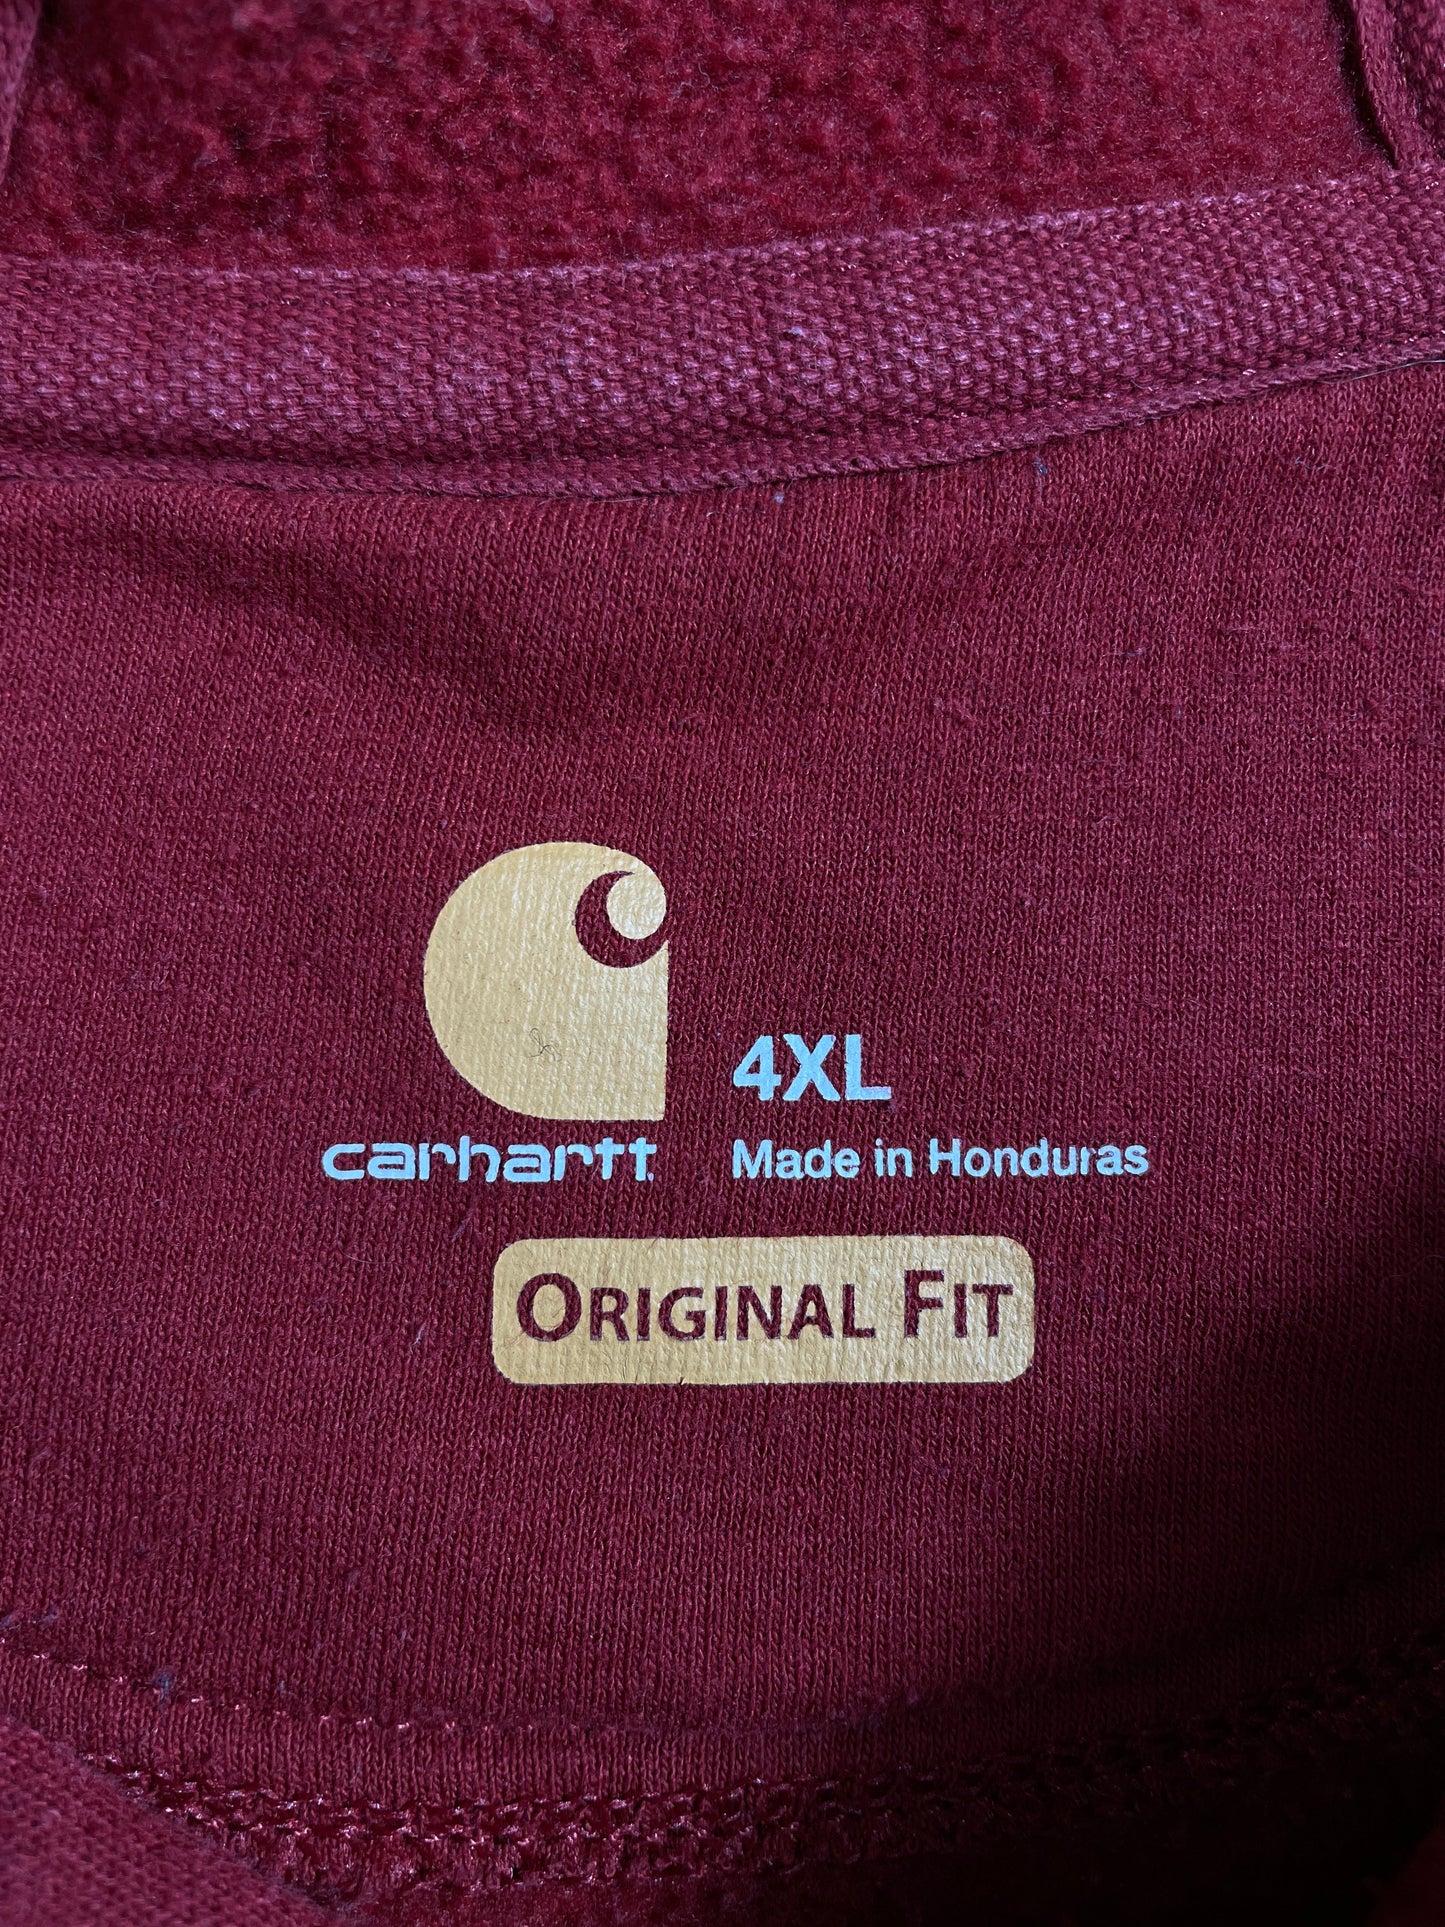 4XL
carhartt
Made in Honduras
ORIGINAL FIT